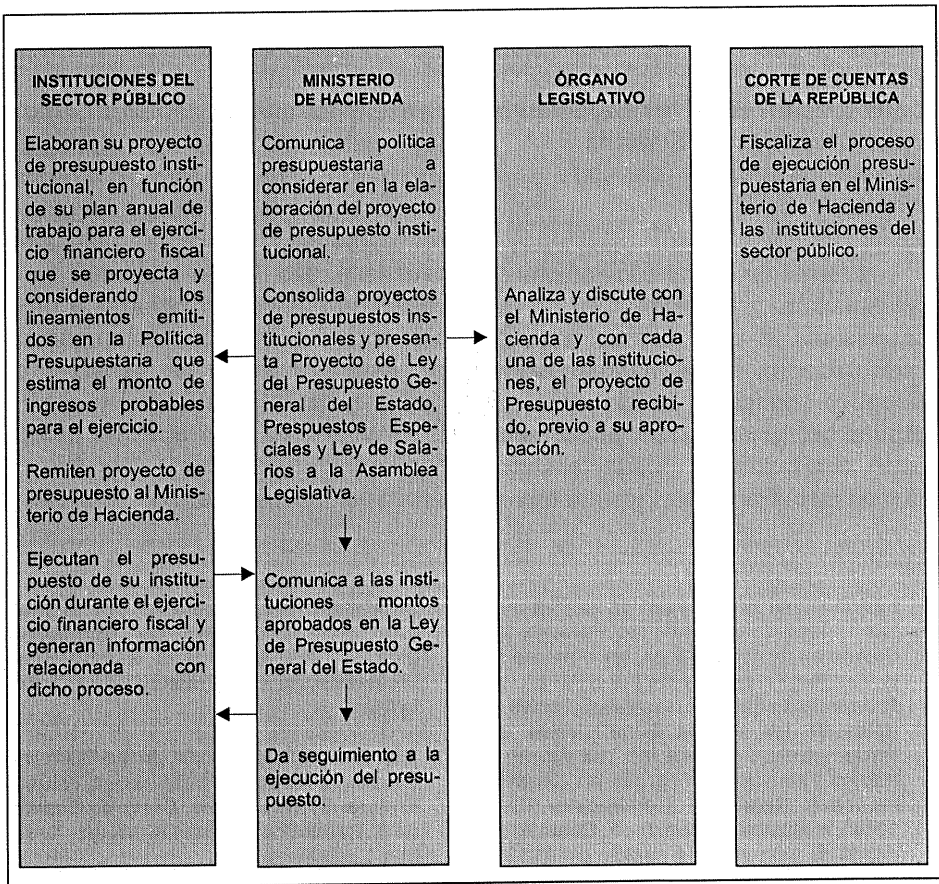 INSTITUCIONES DEL
SECTOR PÚBLICO
Elaboran su proyecto
de presupuesto insti-
tucional, en función
de su plan anual de
trabajo para el ejerci-
cio financiero fiscal
que se proyecta y
considerando los
lineamientos emiti-
dos en la Política
Presupuestaria que
estima el monto de
ingresos probables
para el ejercicio.
Remiten proyecto de
presupuesto al Minis-
terio de Hacienda.
Ejecutan el presu-
puesto de su institu-
ción durante el ejerci-
cio financiero fiscal y
generan información
relacionada con
dicho proceso.
MINISTERIO
DE HACIENDA
Comunica política
presupuestaria a
considerar en la ela-
boración del proyecto
de presupuesto insti-
tucional.
Consolida proyectos
de presupuestos ins-
titucionales y presen-
ta Proyecto de Ley
del Presupuesto Ge-
neral del Estado,
Prespuestos Espe-
ciales y Ley de Sala-
rios a la Asamblea
Legislativa.
Comunica a las insti-
tuciones montos
aprobados en la Ley
de Presupuesto Ge-
neral del Estado.
Da seguimiento a la
ejecución del presu-
puesto.
ÓRGANO
LEGISLATIVO
Analiza y discute con
el Ministerio de Ha-
cienda y con cada
una de las institucio-
nes, el proyecto de
Presupuesto recibi-
do, previo a su apro-
bación.
CORTE DE CUENTAS
DE LA REPÚBLICA
Fiscaliza el proceso
de ejecución presu-
puestaria en el Minis-
terio de Hacienda y
las instituciones del
sector público.